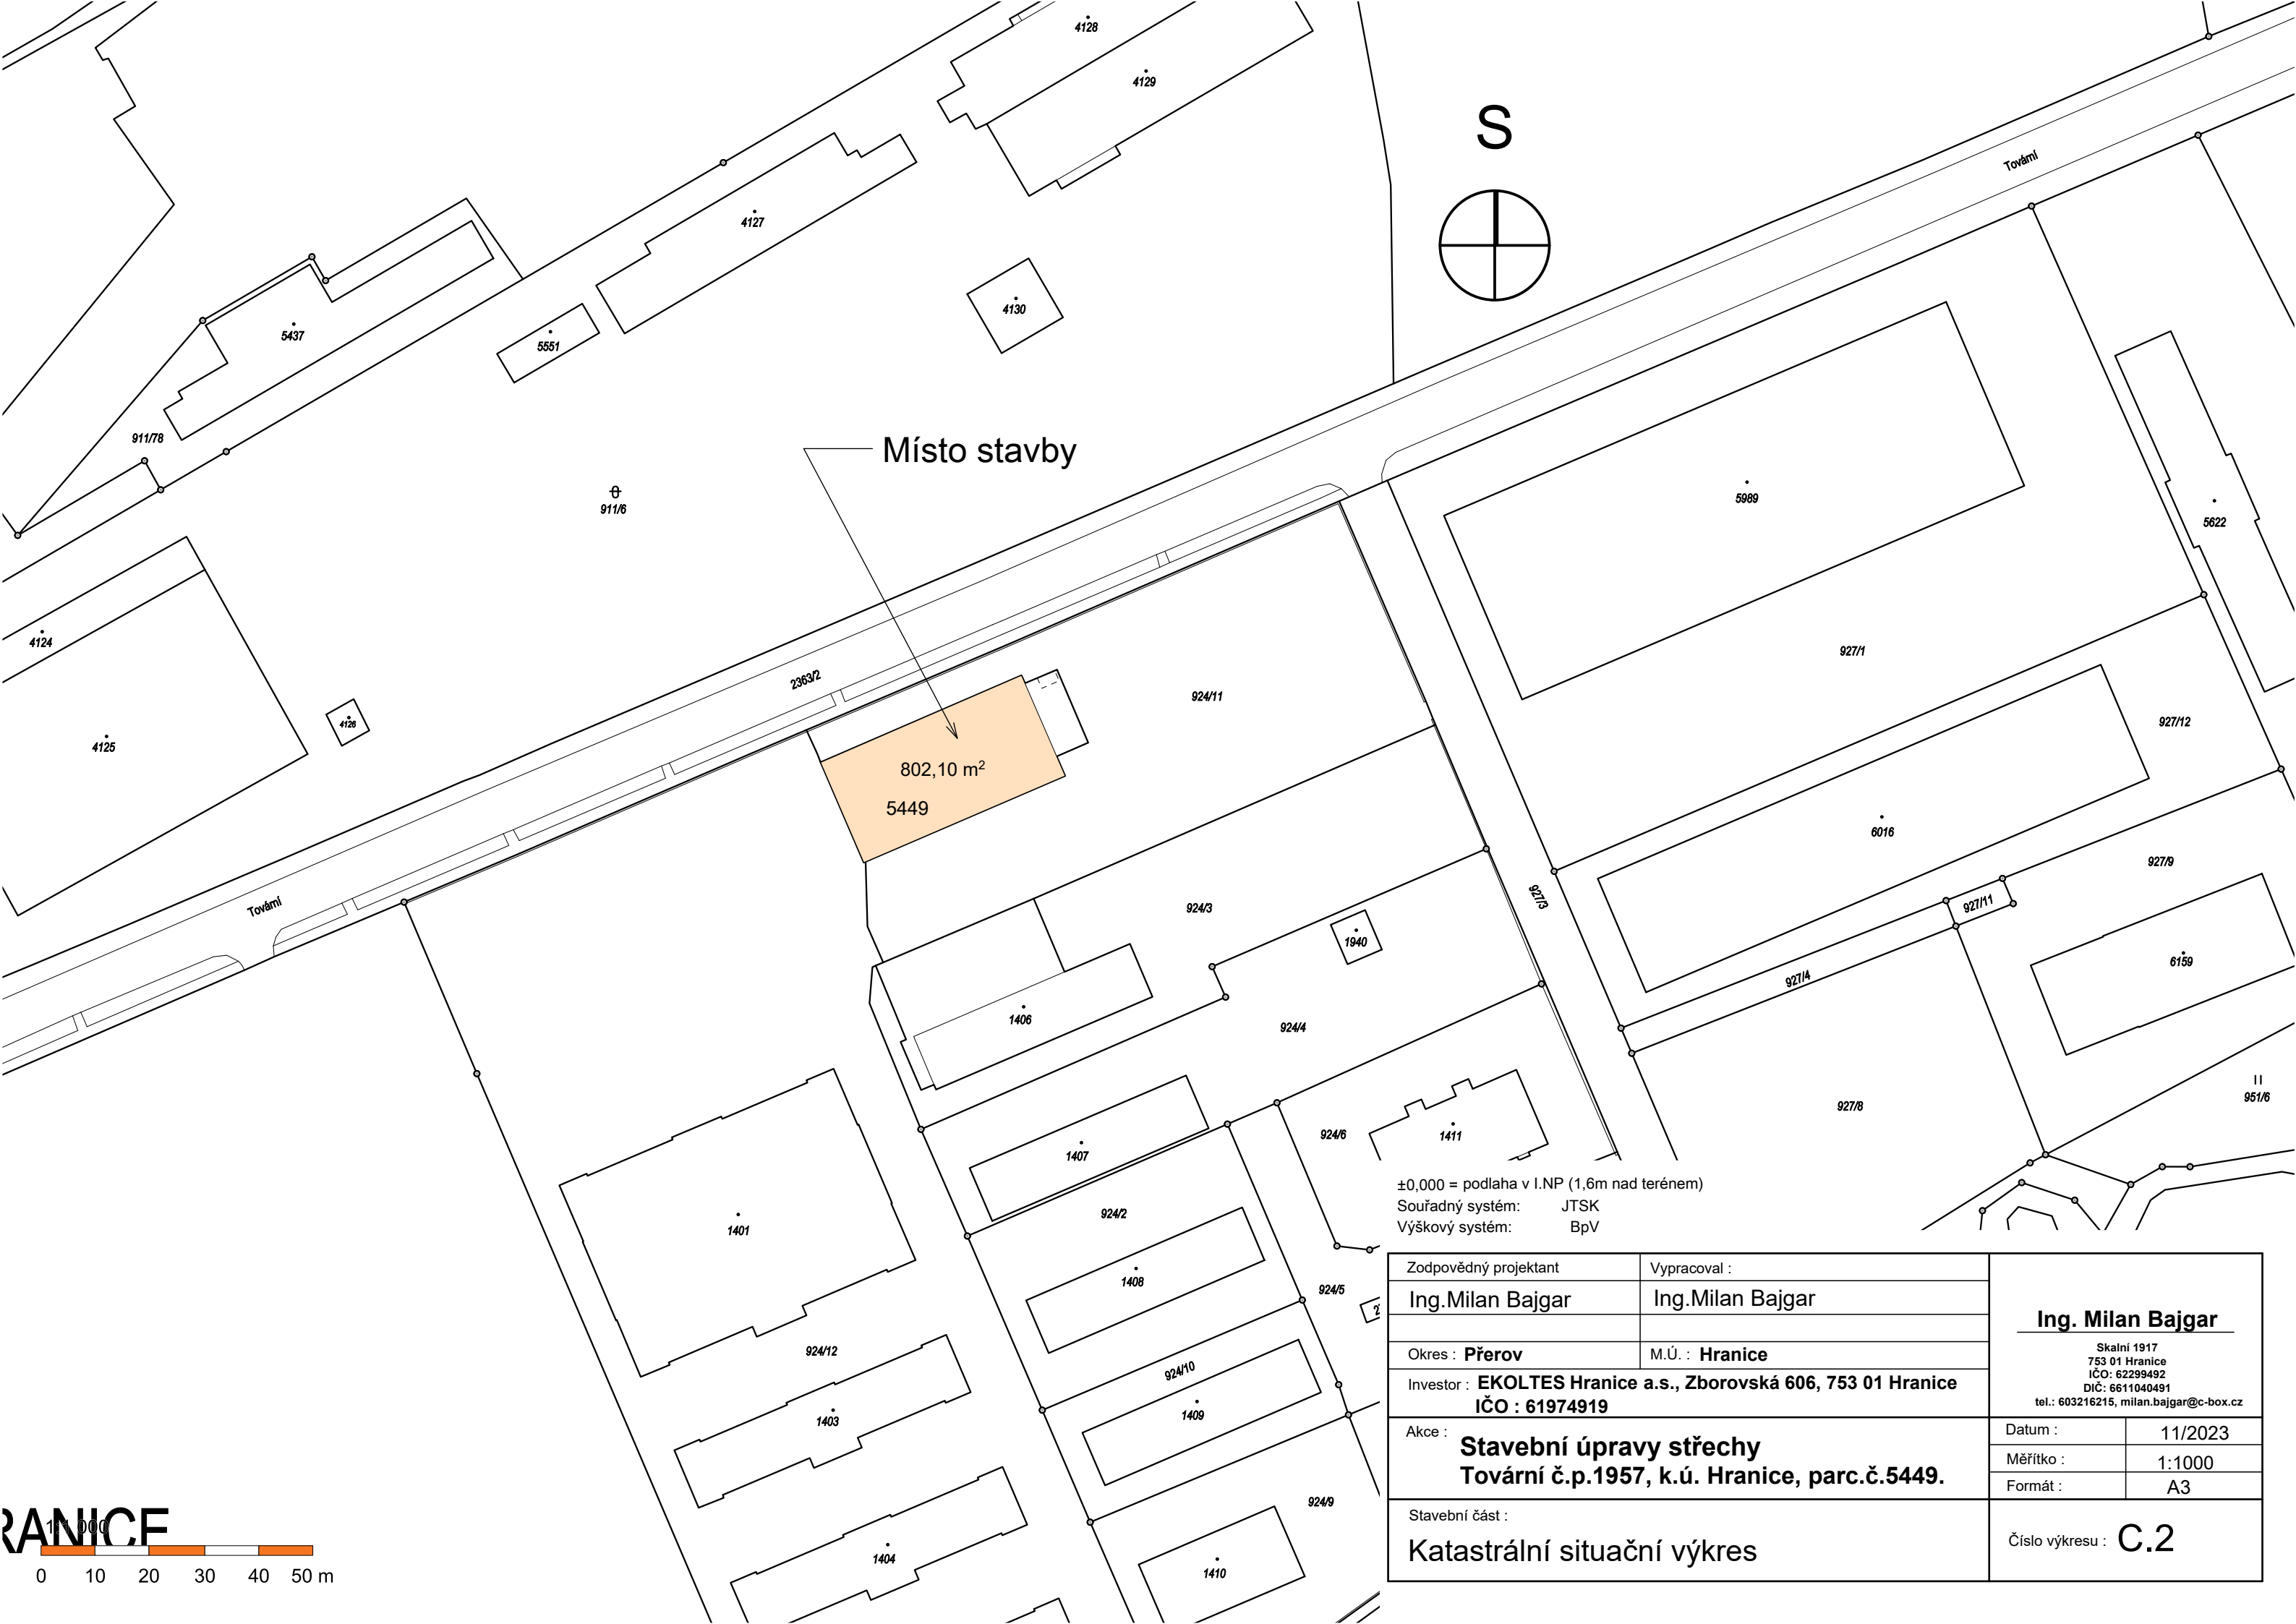 4128
4129
S
Tovární
4127
4130
5437
5551
911/78
Místo stavby
911/6
5989
5622
4124
4125
4126
2363/2
924/11
927/1
927/12
802,10 m²
5449
6016
927/9
Tovární
924/3
927/3
927/11
1940
6159
927/4
1406
924/4
951/6
927/8
924/6
1411
1407
924/2
1401
1408
924/5
924/12
924/10
1403
1409
924/9
1404
1410
±0,000 = podlaha v I.NP (1,6m nad terénem)
Souřadný systém: JTSK
Výškový systém: BpV
Zodpovědný projektant
Vypracoval :
Ing.Milan Bajgar
Ing.Milan Bajgar
Okres : Přerov
M.Ú. : Hranice
Investor : EKOLTES Hranice a.s., Zborovská 606, 753 01 Hranice
IČO : 61974919
Akce : Stavební úpravy střechy
Tovární č.p.1957, k.ú. Hranice, parc.č.5449.
Stavební část :
Katastrální situační výkres
Ing. Milan Bajgar
Skalní 1917
753 01 Hranice
IČO: 62299492
DIČ: 6611040491
tel.: 603216215, milan.bajgar@c-box.cz
Datum : 11/2023
Měřítko : 1:1000
Formát : A3
Číslo výkresu : C.2
RANICE
1:1 000
0 10 20 30 40 50 m